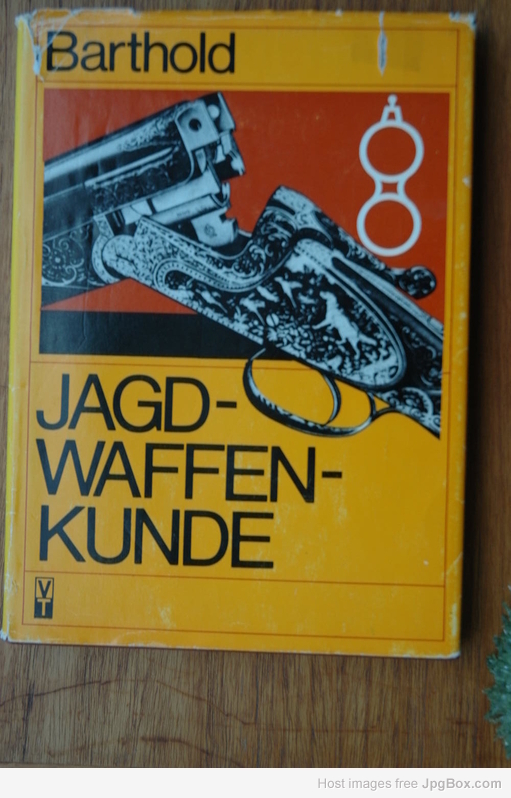 Barthold
JAGD-
WAFFEN-
KUNDE
VT
Host images free JpgBox.com